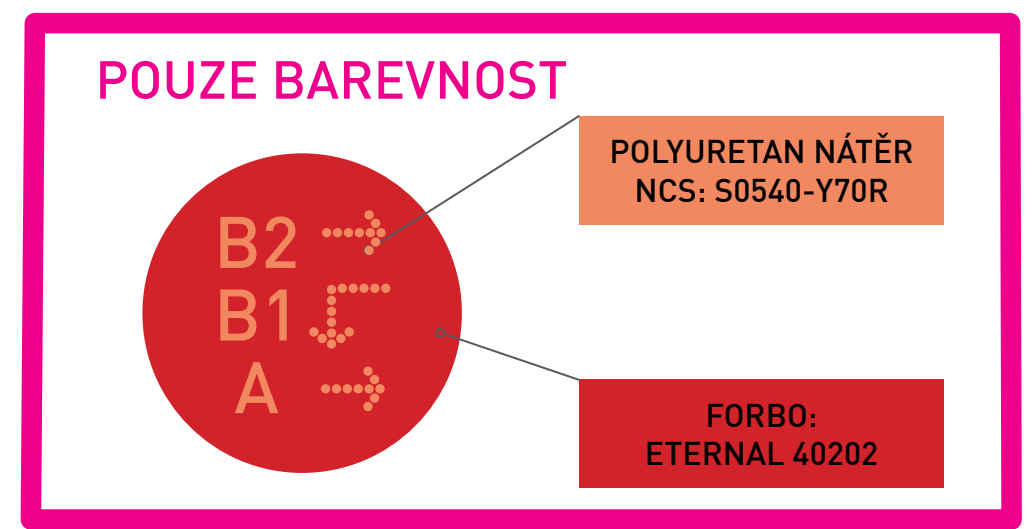 POUZE BAREVNOST
POLYURETAN NÁTĚR
NCS: S0540-Y70R
B2
B1
A
FORBO:
ETERNAL 40202